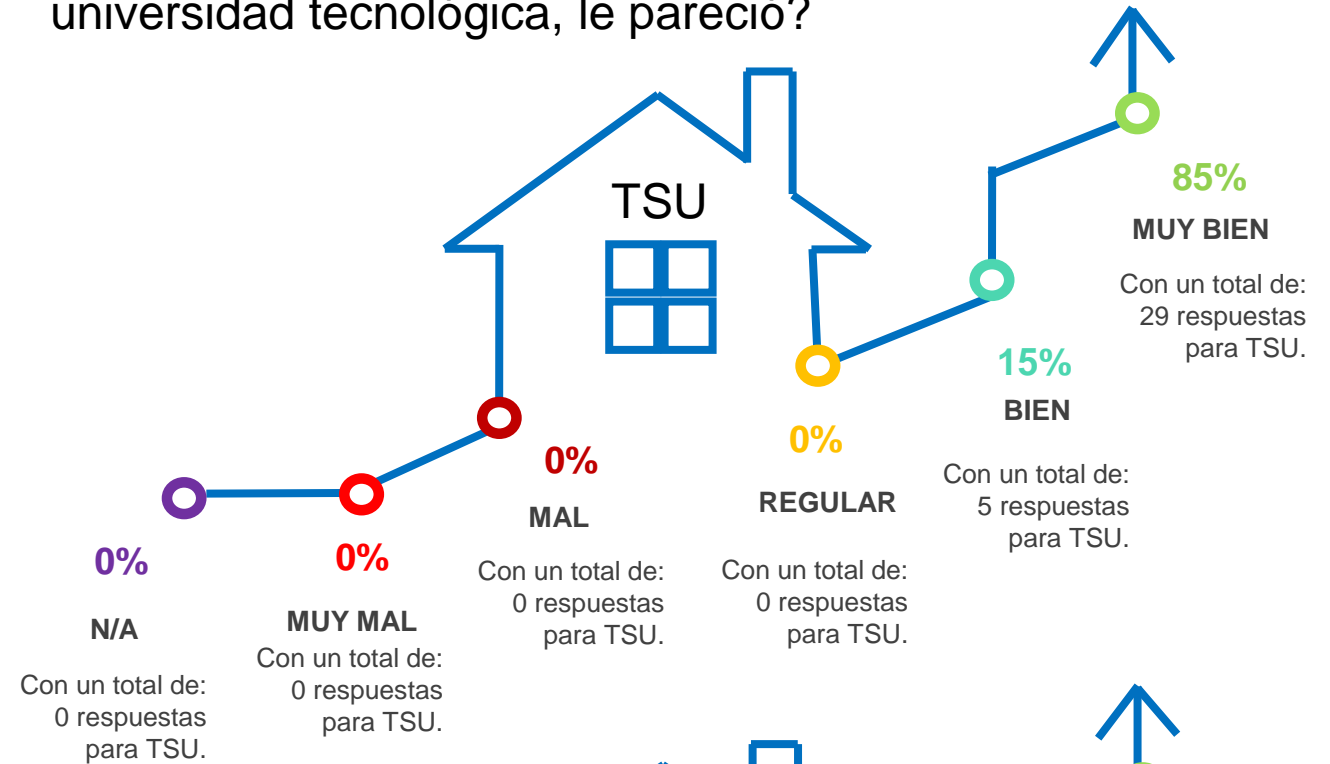 universidad tecnológica, le pareció?
TSU
85%
MUY BIEN
Con un total de:
29 respuestas
para TSU.
15%
BIEN
Con un total de:
5 respuestas
para TSU.
0%
REGULAR
Con un total de:
0 respuestas
para TSU.
0%
MAL
Con un total de:
0 respuestas
para TSU.
0%
MUY MAL
Con un total de:
0 respuestas
para TSU.
0%
N/A
Con un total de:
0 respuestas
para TSU.